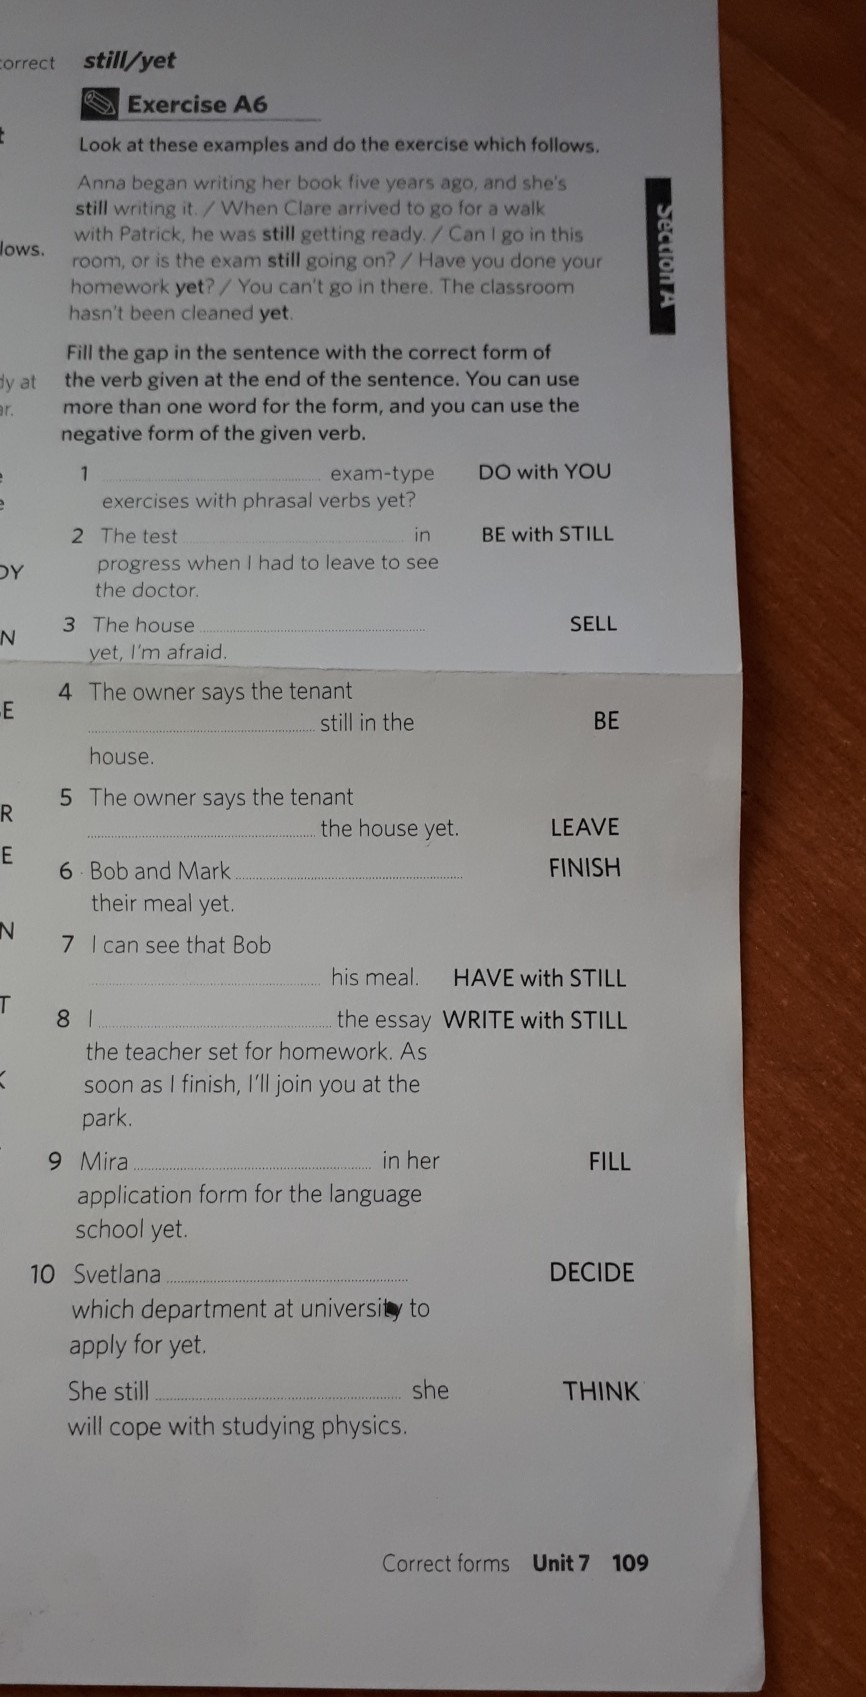 correct
still/yet
Exercise A6
Look at these examples and do the exercise which follows.
Anna began writing her book five years ago, and she's
still writing it. / When Clare arrived to go for a walk
with Patrick, he was still getting ready. / Can I go in this
room, or is the exam still going on? / Have you done your
homework yet? / You can't go in there. The classroom
hasn't been cleaned yet.
Section A
Fill the gap in the sentence with the correct form of
the verb given at the end of the sentence. You can use
more than one word for the form, and you can use the
negative form of the given verb.
1 ........ exam-type DO with YOU
exercises with phrasal verbs yet?
2 The test ........ in BE with STILL
progress when I had to leave to see
the doctor.
3 The house ........ SELL
yet, I'm afraid.
4 The owner says the tenant
........ still in the BE
house.
5 The owner says the tenant
........ the house yet. LEAVE
6 Bob and Mark ........ FINISH
their meal yet.
7 I can see that Bob
........ his meal. HAVE with STILL
8 I ........ the essay WRITE with STILL
the teacher set for homework. As
soon as I finish, I'll join you at the
park.
9 Mira ........ in her FILL
application form for the language
school yet.
10 Svetlana ........ DECIDE
which department at university to
apply for yet.
She still ........ she THINK
will cope with studying physics.
Correct forms Unit 7 109